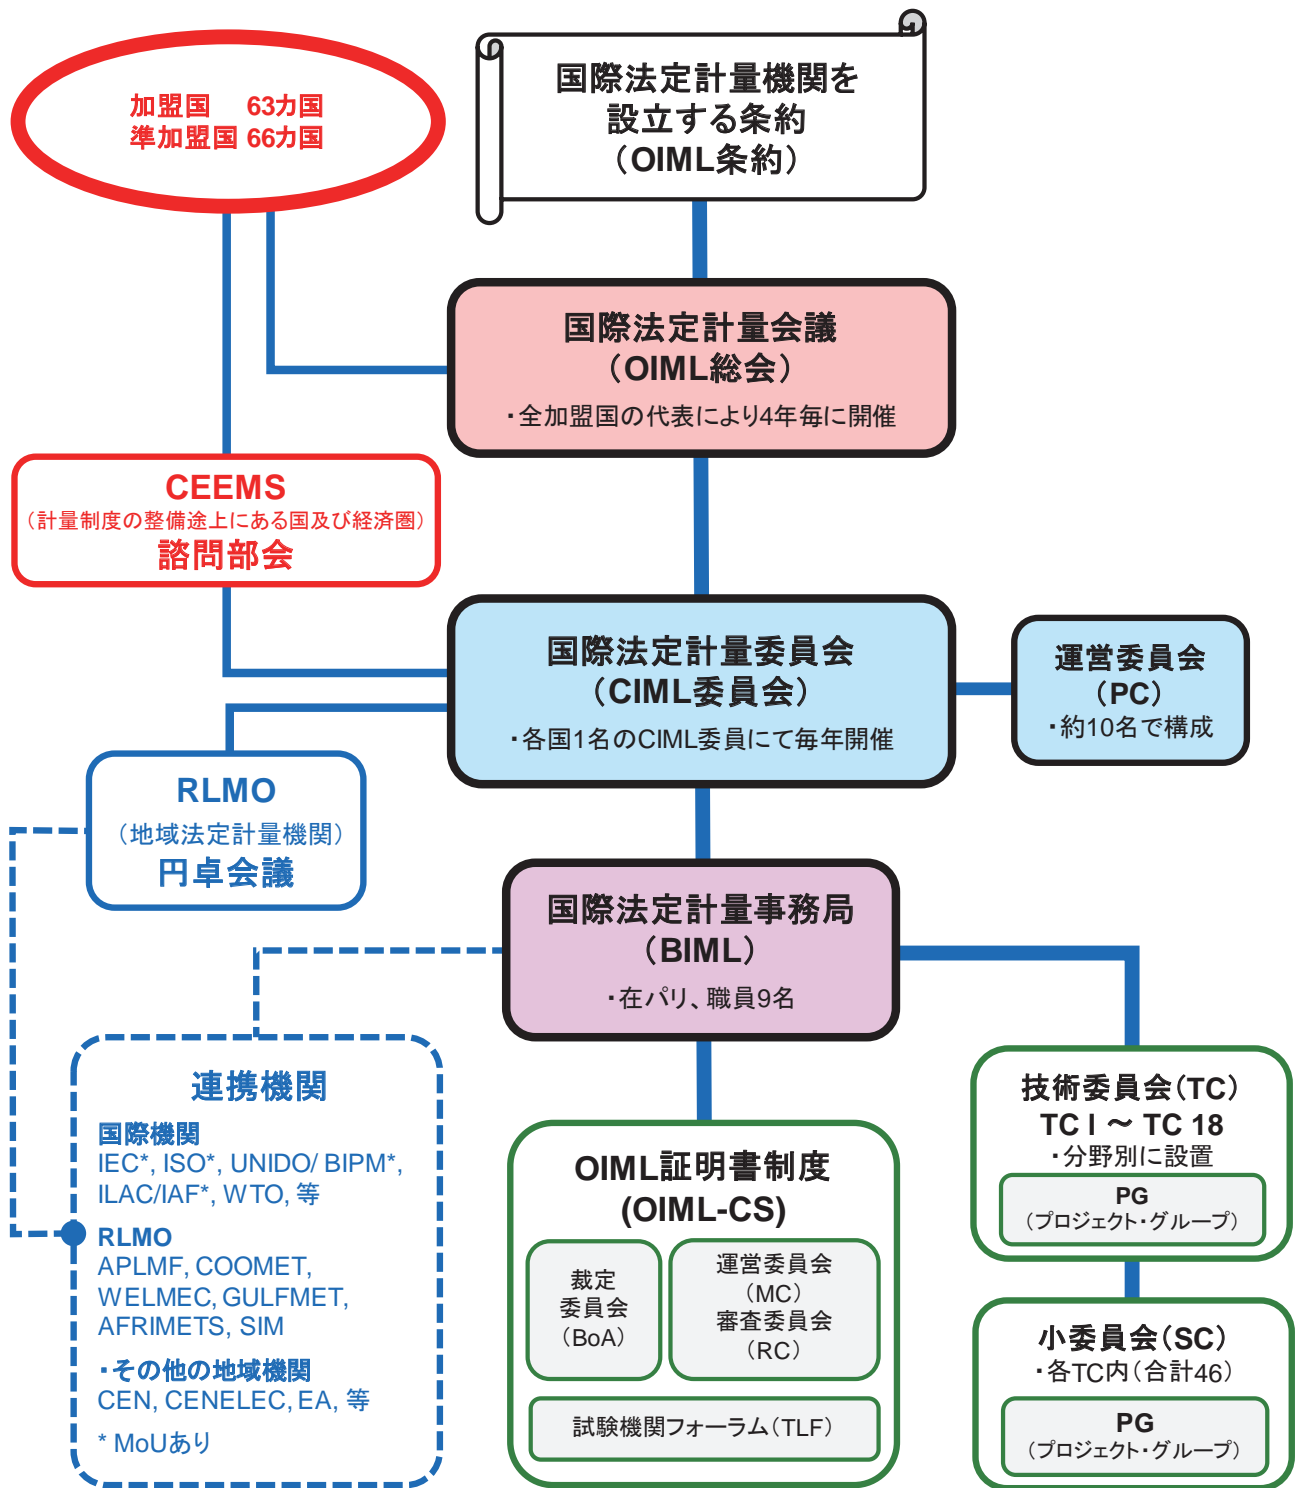 加盟国 63カ国
準加盟国 66カ国
国際法定計量機関を
設立する条約
（OIML条約）
国際法定計量会議
（OIML総会）
・全加盟国の代表により4年毎に開催
CEEMS
（計量制度の整備途上にある国及び経済圏）
諮問部会
国際法定計量委員会
（CIML委員会）
・各国1名のCIML委員にて毎年開催
運営委員会
（PC）
・約10名で構成
RLMO
（地域法定計量機関）
円卓会議
国際法定計量事務局
（BIML）
・在パリ、職員9名
連携機関
国際機関
IEC*, ISO*, UNIDO/ BIPM*,
ILAC/IAF*, WTO, 等
RLMO
APLMF, COOMET,
WELMEC, GULFMET,
AFRIMETS, SIM
・その他の地域機関
CEN, CENELEC, EA, 等
* MoUあり
OIML証明書制度
(OIML-CS)
裁定
委員会
（BoA）
運営委員会
（MC）
審査委員会
（RC）
試験機関フォーラム（TLF）
技術委員会（TC）
TC I ～ TC 18
・分野別に設置
PG
（プロジェクト・グループ）
小委員会（SC）
・各TC内（合計46）
PG
（プロジェクト・グループ）